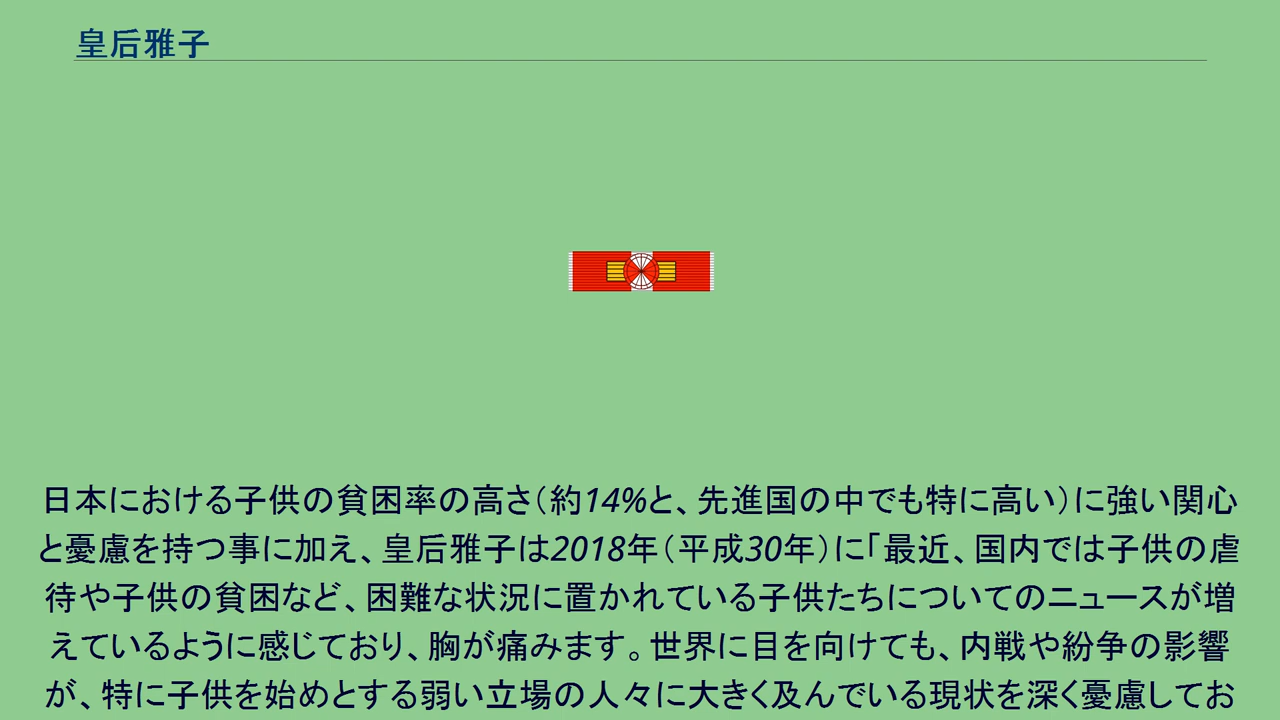 皇后雅子
日本における子供の貧困率の高さ（約14%と、先進国の中でも特に高い）に強い関心
と憂慮を持つ事に加え、皇后雅子は2018年（平成30年）に「最近、国内では子供の虐
待や子供の貧困など、困難な状況に置かれている子供たちについてのニュースが増
えているように感じており、胸が痛みます。世界に目を向けても、内戦や紛争の影響
が、特に子供を始めとする弱い立場の人々に大きく及んでいる現状を深く憂慮してお